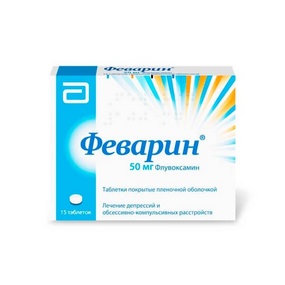 Феварин®
50 мг Флувоксамин
Таблетки покрытые пленочной оболочкой
15 таблеток
Лечение депрессий и
обсессивно-компульсивных расстройств